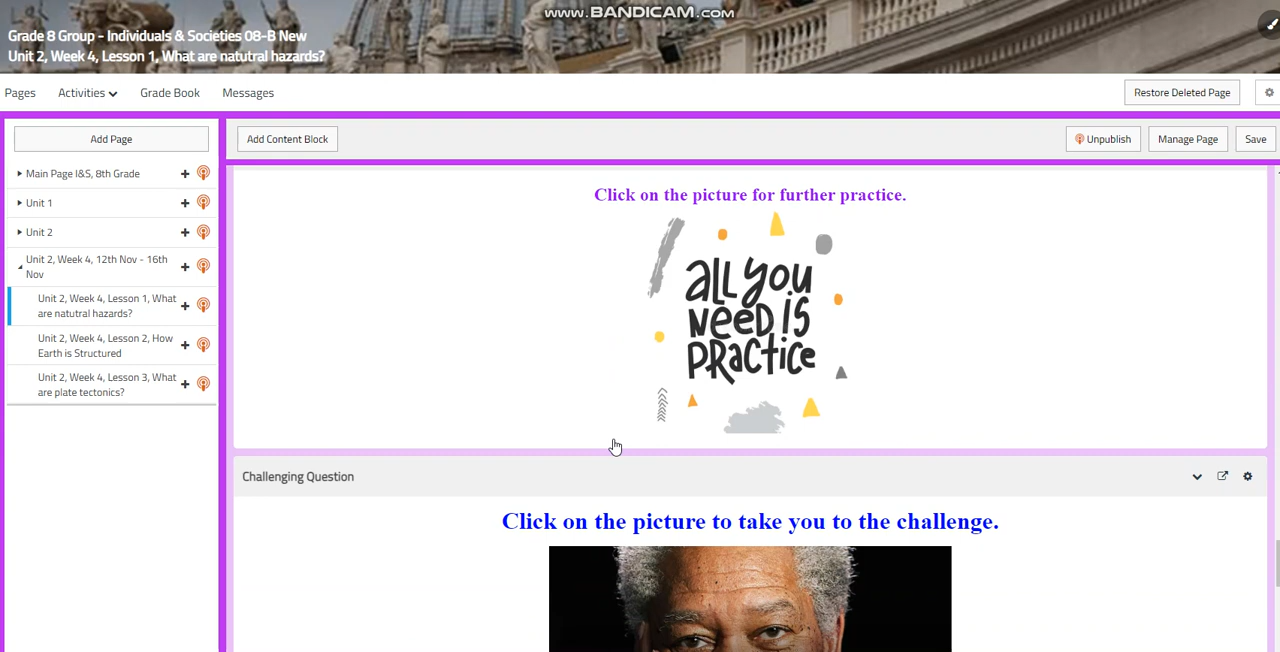 www.BANDICAM.com
Grade 8 Group - Individuals & Societies 08-B New
Unit 2, Week 4, Lesson 1, What are natutral hazards?
Pages
Activities
Grade Book
Messages
Restore Deleted Page
Add Page
Add Content Block
Unpublish
Manage Page
Save
Main Page I&S, 8th Grade
Unit 1
Unit 2
Unit 2, Week 4, 12th Nov - 16th
Nov
Unit 2, Week 4, Lesson 1, What
are natutral hazards?
Unit 2, Week 4, Lesson 2, How
Earth is Structured
Unit 2, Week 4, Lesson 3, What
are plate tectonics?
Click on the picture for further practice.
all you
need is
practice
Challenging Question
Click on the picture to take you to the challenge.